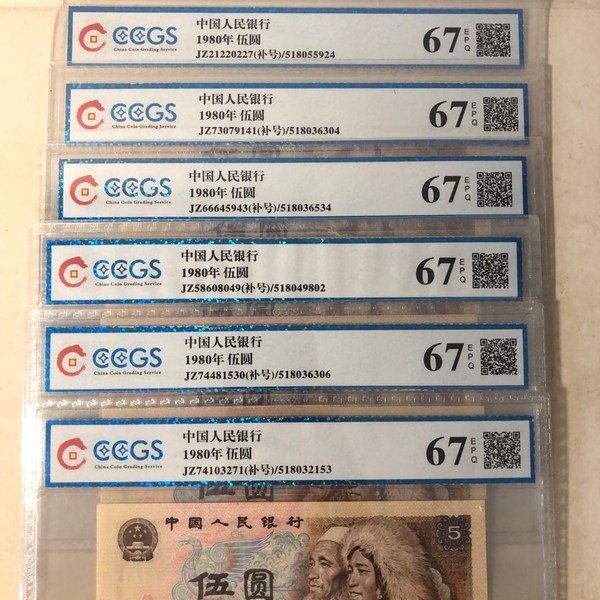 CCGS
China Coin Grading Service
中国人民银行
1980年 伍圆
JZ21220227(补号)/518055924
67
EPQ
CCGS
China Coin Grading Service
中国人民银行
1980年 伍圆
JZ73079141(补号)/518036304
67
EPQ
CCGS
China Coin Grading Service
中国人民银行
1980年 伍圆
JZ66645943(补号)/518036534
67
EPQ
CCGS
China Coin Grading Service
中国人民银行
1980年 伍圆
JZ58608049(补号)/518049802
67
EPQ
CCGS
China Coin Grading Service
中国人民银行
1980年 伍圆
JZ74481530(补号)/518036306
67
EPQ
CCGS
China Coin Grading Service
中国人民银行
1980年 伍圆
JZ74103271(补号)/518032153
67
EPQ
伍圆
中国人民银行
5
伍圆